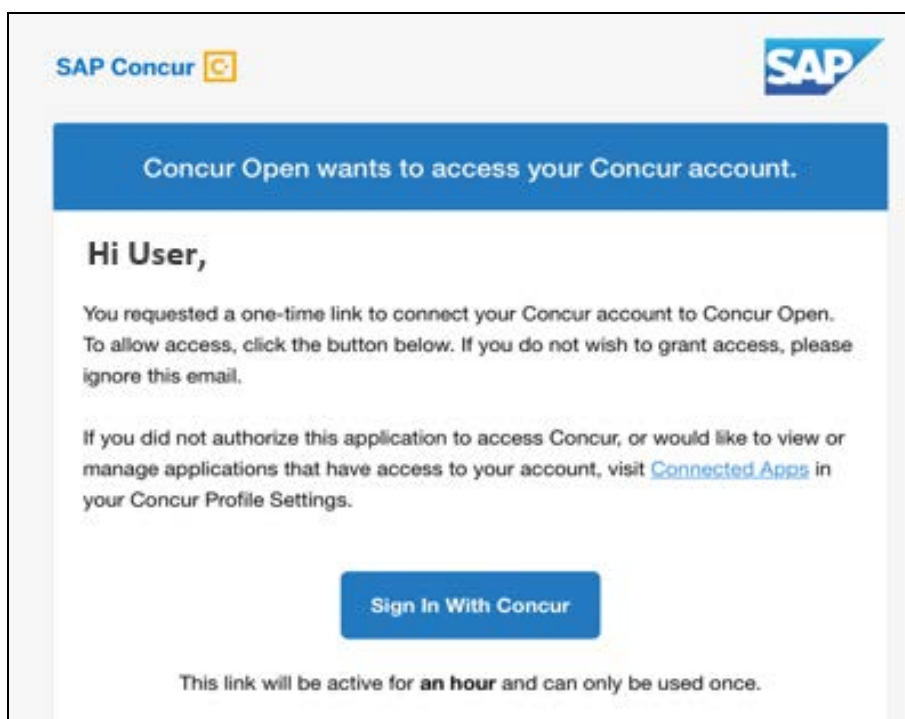 SAP Concur C
SAP
Concur Open wants to access your Concur account.
Hi User,
You requested a one-time link to connect your Concur account to Concur Open.
To allow access, click the button below. If you do not wish to grant access, please
ignore this email.
If you did not authorize this application to access Concur, or would like to view or
manage applications that have access to your account, visit Connected Apps in
your Concur Profile Settings.
Sign In With Concur
This link will be active for an hour and can only be used once.